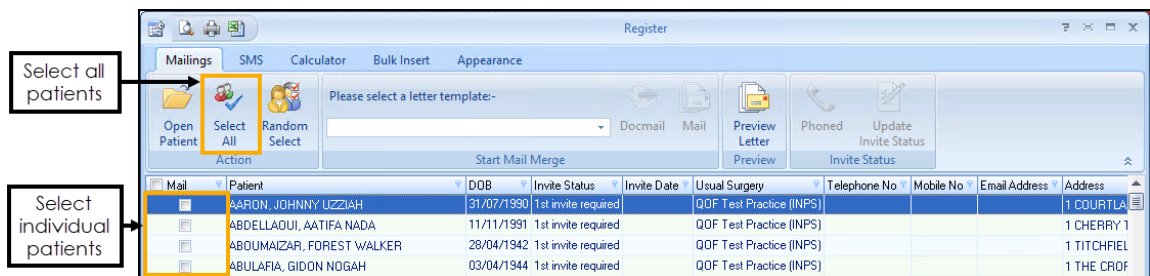 Register
Mailings SMS Calculator Bulk Insert Appearance
Select all
patients
Please select a letter template:-
Open
Patient
Select
All
Random
Select
Docmail Mail
Preview
Letter
Phoned
Update
Invite Status
Action Start Mail Merge Preview Invite Status
Mail Patient DOB Invite Status Invite Date Usual Surgery Telephone No Mobile No Email Address Address
Select
individual
patients
AARON, JOHNNY UZZIAH 31/07/1990 1st invite required QOF Test Practice (INPS) 1 COURTLA
ABDELLAOUI, AATIFA NADA 11/11/1991 1st invite required QOF Test Practice (INPS) 1 CHERRY T
ABOUMAIZAR, FOREST WALKER 28/04/1942 1st invite required QOF Test Practice (INPS) 1 TITCHFIEL
ABULAFIA, GIDON NOGAH 03/04/1944 1st invite required QOF Test Practice (INPS) 1 THE CROF